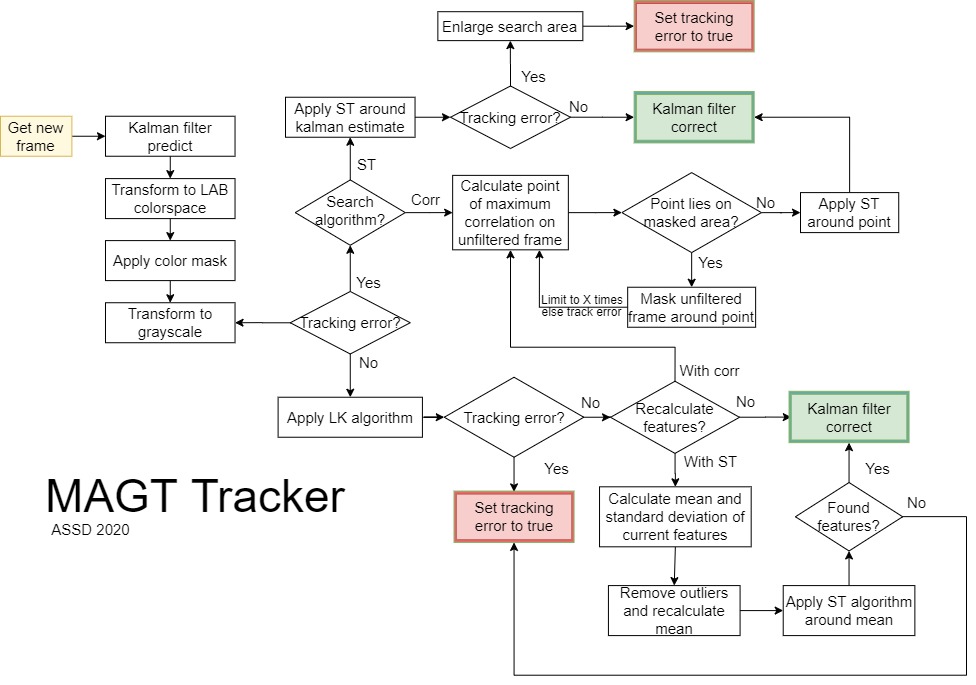 Enlarge search area
Set tracking
error to true
Yes
Get new
frame
Kalman filter
predict
Apply ST around
kalman estimate
Tracking error?
No
Kalman filter
correct
ST
Transform to LAB
colorspace
Search
algorithm?
Corr
Calculate point
of maximum
correlation on
unfiltered frame
Point lies on
masked area?
No
Apply ST
around point
Apply color mask
Yes
Yes
Limit to X times
else track error
Mask unfiltered
frame around point
Transform to
grayscale
Tracking error?
No
With corr
Apply LK algorithm
Tracking error?
No
Recalculate
features?
No
Kalman filter
correct
Yes
With ST
Yes
MAGT Tracker
ASSD 2020
Set tracking
error to true
Calculate mean and
standard deviation of
current features
Found
features?
No
Remove outliers
and recalculate
mean
Apply ST algorithm
around mean